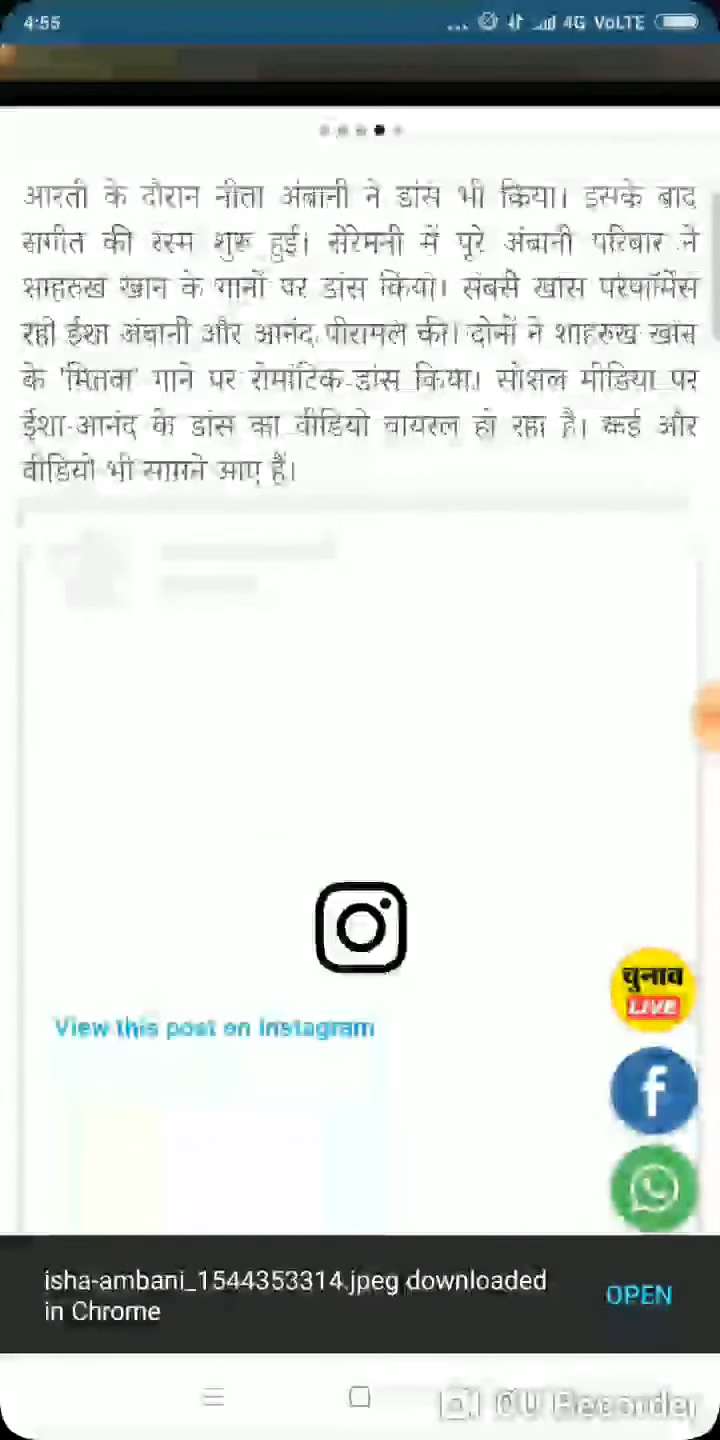 4:55
... 4G VoLTE
आरती के दौरान नीता अंबानी ने डांस भी किया। इसके बाद
संगीत की रस्म शुरू हुई। सेरेमनी में पूरे अंबानी परिवार ने
शाहरुख खान के गानों पर डांस किया। सबसे खास परफॉर्मेंस
रही ईशा अंबानी और आनंद पीरामल की। दोनों ने शाहरुख खान
के 'मितवा' गाने पर रोमांटिक डांस किया। सोशल मीडिया पर
ईशा-आनंद के डांस का वीडियो वायरल हो रहा है। कई और
वीडियो भी सामने आए हैं।
View this post on Instagram
चुनाव
LIVE
f
isha-ambani_1544353314.jpeg downloaded
in Chrome
OPEN
DU Recorder